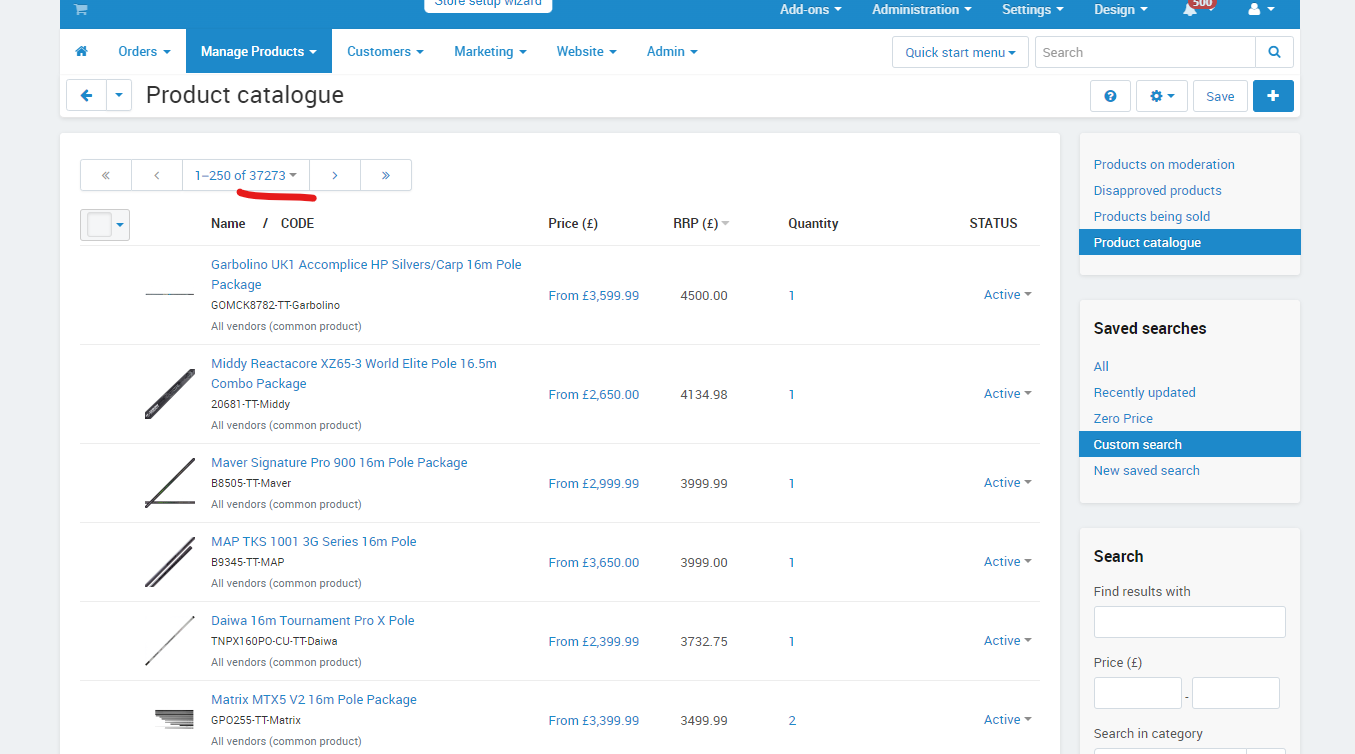 Store setup wizard
Add-ons
Administration
Settings
Design
500
Orders
Manage Products
Customers
Marketing
Website
Admin
Quick start menu
Search
Product catalogue
Save
« ‹ 1–250 of 37273 › »
Name / CODE Price (£) RRP (£) Quantity STATUS
Garbolino UK1 Accomplice HP Silvers/Carp 16m Pole
Package
GOMCK8782-TT-Garbolino
All vendors (common product)
From £3,599.99 4500.00 1 Active
Middy Reactacore XZ65-3 World Elite Pole 16.5m
Combo Package
20681-TT-Middy
All vendors (common product)
From £2,650.00 4134.98 1 Active
Maver Signature Pro 900 16m Pole Package
B8505-TT-Maver
All vendors (common product)
From £2,999.99 3999.99 1 Active
MAP TKS 1001 3G Series 16m Pole
B9345-TT-MAP
All vendors (common product)
From £3,650.00 3999.00 1 Active
Daiwa 16m Tournament Pro X Pole
TNPX160PO-CU-TT-Daiwa
All vendors (common product)
From £2,399.99 3732.75 1 Active
Matrix MTX5 V2 16m Pole Package
GPO255-TT-Matrix
All vendors (common product)
From £3,399.99 3499.99 2 Active
Products on moderation
Disapproved products
Products being sold
Product catalogue
Saved searches
All
Recently updated
Zero Price
Custom search
New saved search
Search
Find results with
Price (£)
-
Search in category